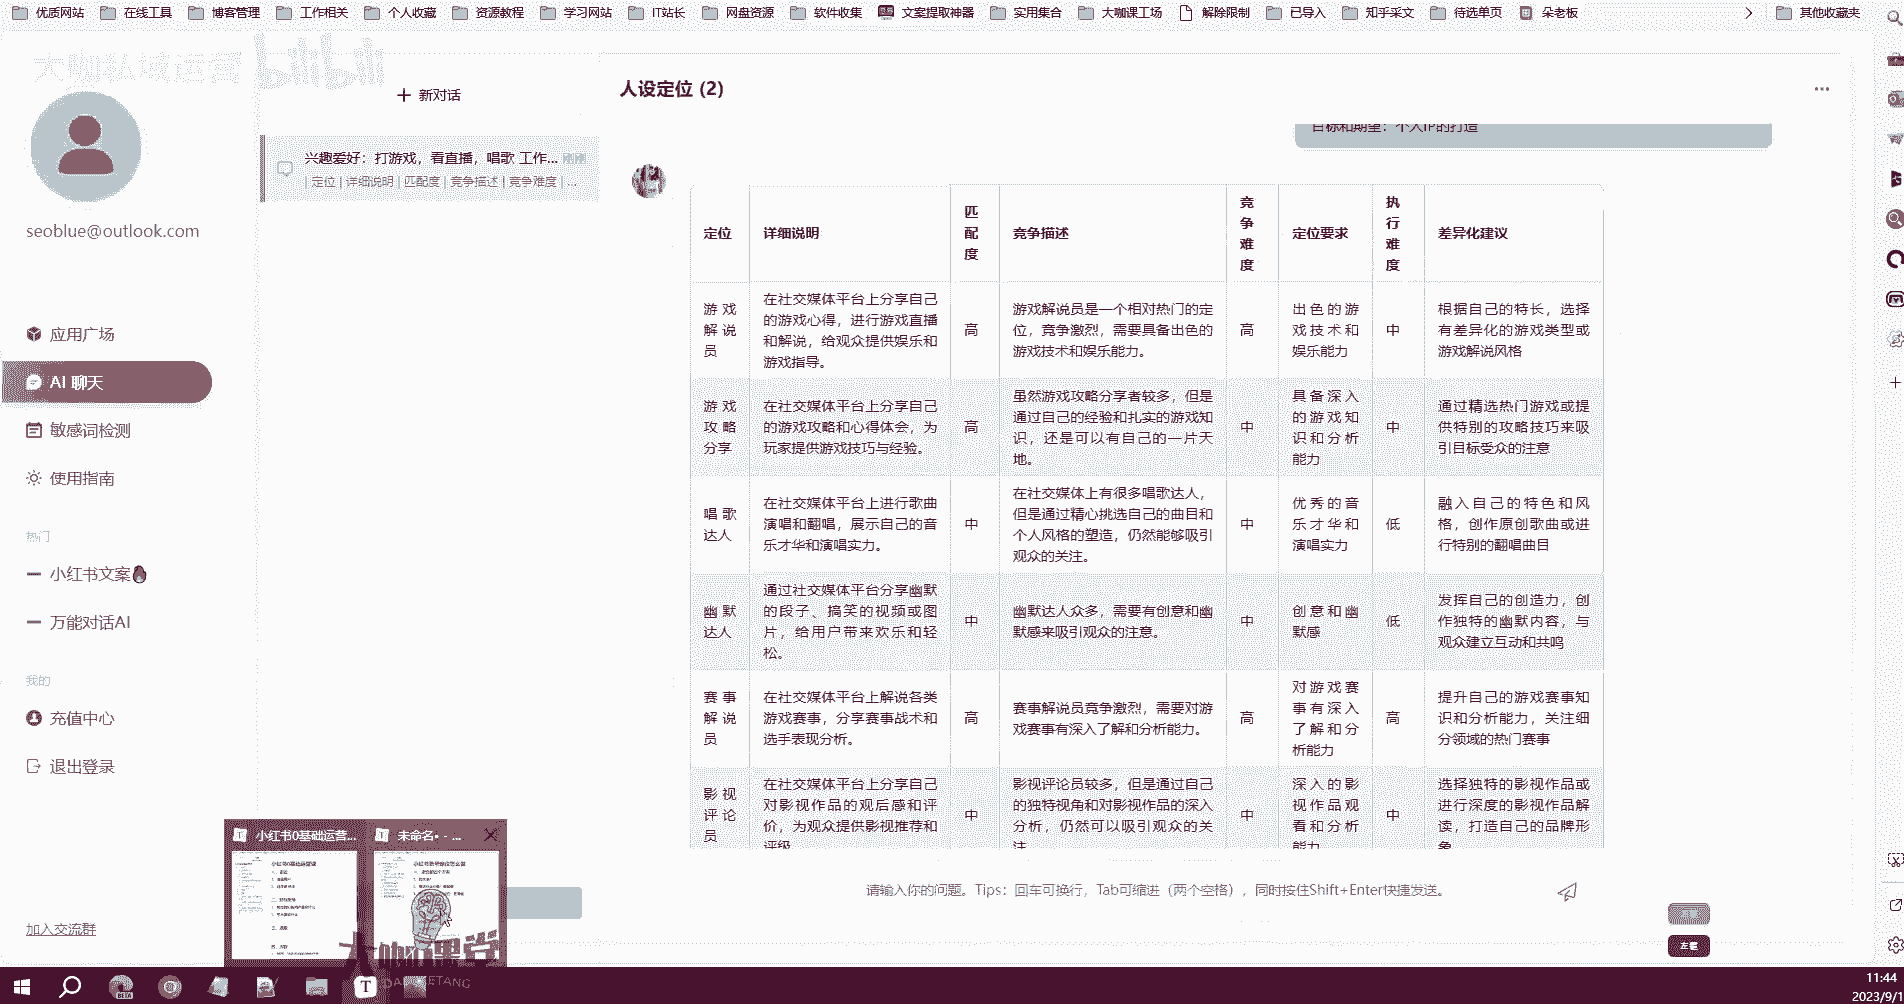 优质网站 在线工具 博客管理 工作相关 个人收藏 资源教程 学习网站 IT站长 网盘资源 软件收集 文案提取神器 实用集合 大咖课工场 解除限制 已导入 知乎采文 待选单页 朵老板 其他收藏夹
大咖私域运营 bilibili
seoblue@outlook.com
应用广场
AI 聊天
敏感词检测
使用指南
热门
小红书文案
万能对话AI
我的
充值中心
退出登录
加入交流群
+ 新对话
兴趣爱好：打游戏，看直播，唱歌 工作... 刚刚
| 定位 | 详细说明 | 匹配度 | 竞争描述 | 竞争难度 | ...
人设定位 (2)
目标和期望：个人IP的打造
定位 详细说明 匹配度 竞争描述 竞争难度 定位要求 执行难度 差异化建议
游戏解说员 在社交媒体平台上分享自己的游戏心得，进行游戏直播和解说，给观众提供娱乐和游戏指导。 高 游戏解说员是一个相对热门的定位，竞争激烈，需要具备出色的游戏技术和娱乐能力。 高 出色的游戏技术和娱乐能力 中 根据自己的特长，选择有差异化的游戏类型或游戏解说风格
游戏攻略分享 在社交媒体平台上分享自己的游戏攻略和心得体会，为玩家提供游戏技巧与经验。 高 虽然游戏攻略分享者较多，但是通过自己的经验和扎实的游戏知识，还是可以有自己的一片天地。 中 具备深入的游戏知识和分析能力 中 通过精选热门游戏或提供特别的攻略技巧来吸引目标受众的注意
唱歌达人 在社交媒体平台上进行歌曲演唱和翻唱，展示自己的音乐才华和演唱实力。 中 在社交媒体上有很多唱歌达人，但是通过精心挑选自己的曲目和个人风格的塑造，仍然能够吸引观众的关注。 中 优秀的音乐才华和演唱实力 低 融入自己的特色和风格，创作原创歌曲或进行特别的翻唱曲目
幽默达人 通过社交媒体平台分享幽默的段子、搞笑的视频或图片，给用户带来欢乐和轻松。 中 幽默达人众多，需要有创意和幽默感来吸引观众的注意。 中 创意和幽默感 低 发挥自己的创造力，创作独特的幽默内容，与观众建立互动和共鸣
赛事解说员 在社交媒体平台上解说各类游戏赛事，分享赛事战术和选手表现分析。 高 赛事解说员竞争激烈，需要对游戏赛事有深入了解和分析能力。 高 对游戏赛事有深入了解和分析能力 高 提升自己的游戏赛事知识和分析能力，关注细分领域的热门赛事
影视评论员 在社交媒体平台上分享自己对影视作品的观后感和评价，为观众提供影视推荐和评级 中 影视评论员较多，但是通过自己的独特视角和对影视作品的深入分析，仍然可以吸引观众的关注 中 深入的影视作品观看和分析能力 中 选择独特的影视作品或进行深度的影视作品解读，打造自己的品牌形象
请输入你的问题。Tips：回车可换行，Tab可缩进（两个空格），同时按住Shift+Enter快捷发送。
小红书0基础运营... 未命名• - ...
大咖课堂
11:44
2023/9/1